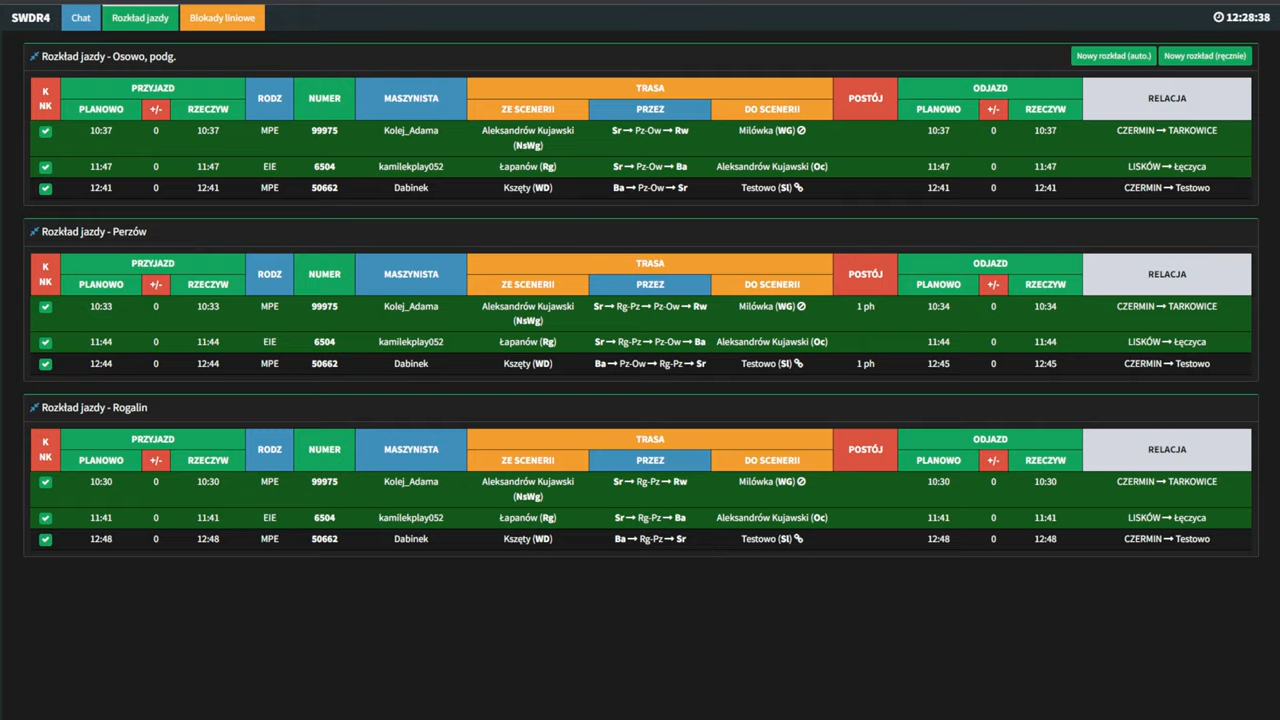 SWDR4 Chat Rozkład jazdy Blokady liniowe 12:28:38
Rozkład jazdy - Osowo, podg. Nowy rozkład (auto.) Nowy rozkład (ręcznie)
K NK PRZYJAZD RODZ NUMER MASZYNISTA TRASA POSTÓJ ODJAZD RELACJA
PLANOWO +/- RZECZYW ZE SCENERII PRZEZ DO SCENERII PLANOWO +/- RZECZYW
10:37 0 10:37 MPE 99975 Kolej_Adama Aleksandrów Kujawski (NsWg) Sr → Pz-Ow → Rw Milówka (WG) 10:37 0 10:37 CZERMIN → TARKOWICE
11:47 0 11:47 EIE 6504 kamilekplay052 Łapanów (Rg) Sr → Pz-Ow → Ba Aleksandrów Kujawski (Oc) 11:47 0 11:47 LISKÓW → Łęczyca
12:41 0 12:41 MPE 50662 Dabinek Kszęty (WD) Ba → Pz-Ow → Sr Testowo (Sl) 12:41 0 12:41 CZERMIN → Testowo
Rozkład jazdy - Perzów
K NK PRZYJAZD RODZ NUMER MASZYNISTA TRASA POSTÓJ ODJAZD RELACJA
PLANOWO +/- RZECZYW ZE SCENERII PRZEZ DO SCENERII PLANOWO +/- RZECZYW
10:33 0 10:33 MPE 99975 Kolej_Adama Aleksandrów Kujawski (NsWg) Sr → Rg-Pz → Pz-Ow → Rw Milówka (WG) 1 ph 10:34 0 10:34 CZERMIN → TARKOWICE
11:44 0 11:44 EIE 6504 kamilekplay052 Łapanów (Rg) Sr → Rg-Pz → Pz-Ow → Ba Aleksandrów Kujawski (Oc) 11:44 0 11:44 LISKÓW → Łęczyca
12:44 0 12:44 MPE 50662 Dabinek Kszęty (WD) Ba → Pz-Ow → Rg-Pz → Sr Testowo (Sl) 1 ph 12:45 0 12:45 CZERMIN → Testowo
Rozkład jazdy - Rogalin
K NK PRZYJAZD RODZ NUMER MASZYNISTA TRASA POSTÓJ ODJAZD RELACJA
PLANOWO +/- RZECZYW ZE SCENERII PRZEZ DO SCENERII PLANOWO +/- RZECZYW
10:30 0 10:30 MPE 99975 Kolej_Adama Aleksandrów Kujawski (NsWg) Sr → Rg-Pz → Rw Milówka (WG) 10:30 0 10:30 CZERMIN → TARKOWICE
11:41 0 11:41 EIE 6504 kamilekplay052 Łapanów (Rg) Sr → Rg-Pz → Ba Aleksandrów Kujawski (Oc) 11:41 0 11:41 LISKÓW → Łęczyca
12:48 0 12:48 MPE 50662 Dabinek Kszęty (WD) Ba → Rg-Pz → Sr Testowo (Sl) 12:48 0 12:48 CZERMIN → Testowo